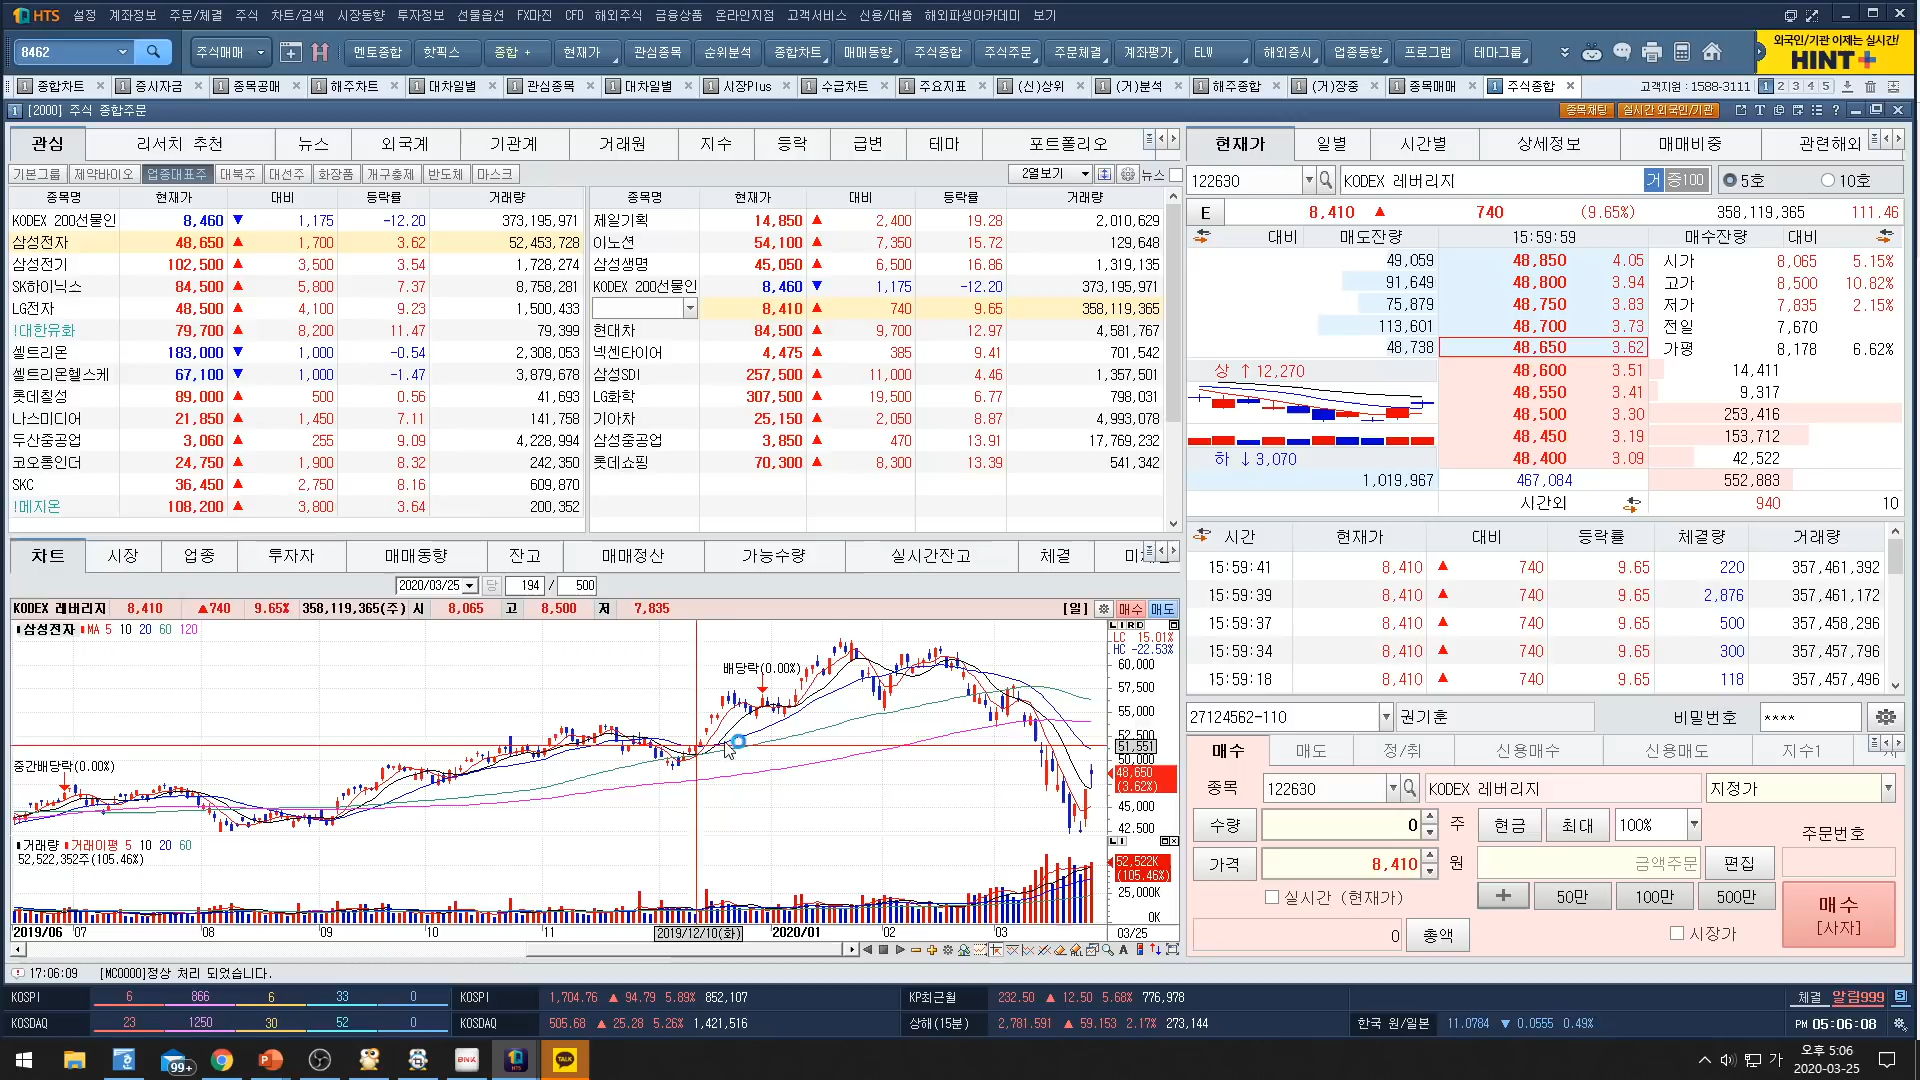 HTS 설정 계좌정보 주문/체결 주식 차트/검색 시장동향 투자정보 선물옵션 FX마진 CFD 해외주식 금융상품 온라인지점 고객서비스 신용/대출 해외파생아카데미 보기
8462 주식매매 멘토종합 핫픽스 종합 + 현재가 관심종목 순위분석 종합차트 매매동향 주식종합 주식주문 주문체결 계좌평가 ELW 해외증시 업종동향 프로그램 테마그룹
외국인/기관 이제는 실시간!
HINT+
1 종합차트 1 증시자금 1 종목공매 1 해주차트 1 대차일별 1 관심종목 1 대차일별 1 시장Plus 1 수급차트 1 주요지표 1 (신)상위 1 (거)분석 1 해주종합 1 (거)장중 1 종목매매 1 주식종합 고객지원 : 1588-3111 1 2 3 4 5
1 [2000] 주식 종합주문 종목채팅 실시간 외국인/기관
관심 리서치 추천 뉴스 외국계 기관계 거래원 지수 등락 급변 테마 포트폴리오
기본그룹 제약바이오 업종대표주 대북주 대선주 화장품 개구충제 반도체 마스크 2열보기 뉴스
종목명 현재가 대비 등락률 거래량
KODEX 200선물인 8,460 ▼ 1,175 -12.20 373,195,971
삼성전자 48,650 ▲ 1,700 3.62 52,453,728
삼성전기 102,500 ▲ 3,500 3.54 1,728,274
SK하이닉스 84,500 ▲ 5,800 7.37 8,758,281
LG전자 48,500 ▲ 4,100 9.23 1,500,433
!대한유화 79,700 ▲ 8,200 11.47 79,399
셀트리온 183,000 ▼ 1,000 -0.54 2,308,053
셀트리온헬스케 67,100 ▼ 1,000 -1.47 3,879,678
롯데칠성 89,000 ▲ 500 0.56 41,693
나스미디어 21,850 ▲ 1,450 7.11 141,758
두산중공업 3,060 ▲ 255 9.09 4,228,994
코오롱인더 24,750 ▲ 1,900 8.32 242,350
SKC 36,450 ▲ 2,750 8.16 609,870
!메지온 108,200 ▲ 3,800 3.64 200,352
종목명 현재가 대비 등락률 거래량
제일기획 14,850 ▲ 2,400 19.28 2,010,629
이노션 54,100 ▲ 7,350 15.72 129,648
삼성생명 45,050 ▲ 6,500 16.86 1,319,135
KODEX 200선물인 8,460 ▼ 1,175 -12.20 373,195,971
8,410 ▲ 740 9.65 358,119,365
현대차 84,500 ▲ 9,700 12.97 4,581,767
넥센타이어 4,475 ▲ 385 9.41 701,542
삼성SDI 257,500 ▲ 11,000 4.46 1,357,501
LG화학 307,500 ▲ 19,500 6.77 798,031
기아차 25,150 ▲ 2,050 8.87 4,993,078
삼성중공업 3,850 ▲ 470 13.91 17,769,232
롯데쇼핑 70,300 ▲ 8,300 13.39 541,342
차트 시장 업종 투자자 매매동향 잔고 매매정산 가능수량 실시간잔고 체결
2020/03/25 당 194 / 500
KODEX 레버리지 8,410 ▲740 9.65% 358,119,365(주) 시 8,065 고 8,500 저 7,835 [일] 매수 매도
삼성전자 MA 5 10 20 60 120
L I R D
LC 15.01%
HC -22.53%
배당락(0.00%)
중간배당락(0.00%)
60,000
57,500
55,000
52,500
51,551
50,000
48,650
(3.62%)
45,000
42,500
거래량 거래이평 5 10 20 60
52,522,352주(105.46%)
L I
52,522K
(105.46%)
25,000K
0K
2019/06 07 08 09 10 11 2019/12/10(화) 2020/01 02 03 03/25
17:06:09 [MC0000]정상 처리 되었습니다.
현재가 일별 시간별 상세정보 매매비중 관련해외
122630 KODEX 레버리지 거 증100 5호 10호
E 8,410 ▲ 740 (9.65%) 358,119,365 111.46
대비 매도잔량 15:59:59 매수잔량 대비
49,059 48,850 4.05 시가 8,065 5.15%
91,649 48,800 3.94 고가 8,500 10.82%
75,879 48,750 3.83 저가 7,835 2.15%
113,601 48,700 3.73 전일 7,670
48,738 48,650 3.62 가평 8,178 6.62%
상 ↑ 12,270 48,600 3.51 14,411
48,550 3.41 9,317
48,500 3.30 253,416
48,450 3.19 153,712
하 ↓ 3,070 48,400 3.09 42,522
1,019,967 467,084 552,883
시간외 940 10
시간 현재가 대비 등락률 체결량 거래량
15:59:41 8,410 ▲ 740 9.65 220 357,461,392
15:59:39 8,410 ▲ 740 9.65 2,876 357,461,172
15:59:37 8,410 ▲ 740 9.65 500 357,458,296
15:59:34 8,410 ▲ 740 9.65 300 357,457,796
15:59:18 8,410 ▲ 740 9.65 118 357,457,496
27124562-110 권기훈 비밀번호 ****
매수 매도 정/취 신용매수 신용매도 지수1
종목 122630 KODEX 레버리지 지정가
수량 0 주 현금 최대 100% 주문번호
가격 8,410 원 금액주문 편집
실시간 (현재가) + 50만 100만 500만
매수
[사자]
0 총액 시장가
KOSPI 6 866 6 33 0 KOSPI 1,704.76 ▲ 94.79 5.89% 852,107 KP최근월 232.50 ▲ 12.50 5.68% 776,978 체결 알림999
KOSDAQ 23 1250 30 52 0 KOSDAQ 505.68 ▲ 25.28 5.26% 1,421,516 상해(15분) 2,781.591 ▲ 59.153 2.17% 273,144 한국 원/일본 11.0784 ▼ 0.0555 0.49% PM 05:06:08
99+ BNK HTS TALK 가 오후 5:06
2020-03-25